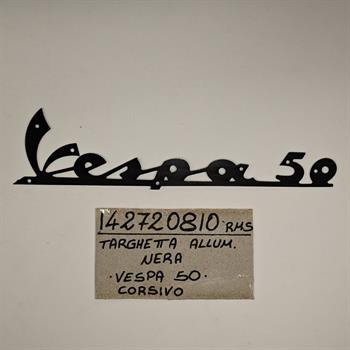 Vespa 50
142720810 RMS
TARGHETTA ALLUM.
NERA
·VESPA 50·
CORSIVO